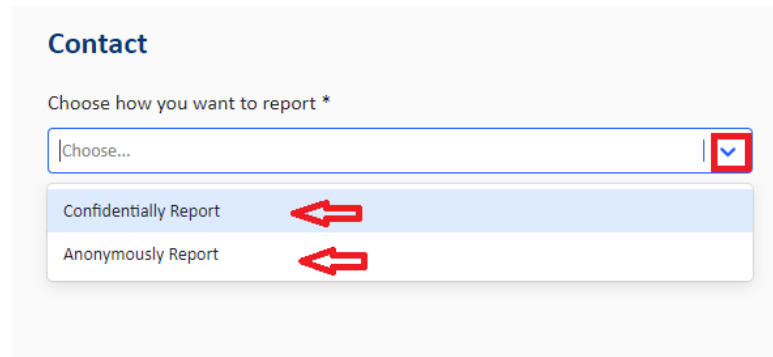 Contact
Choose how you want to report *
Choose...
Confidentially Report
Anonymously Report